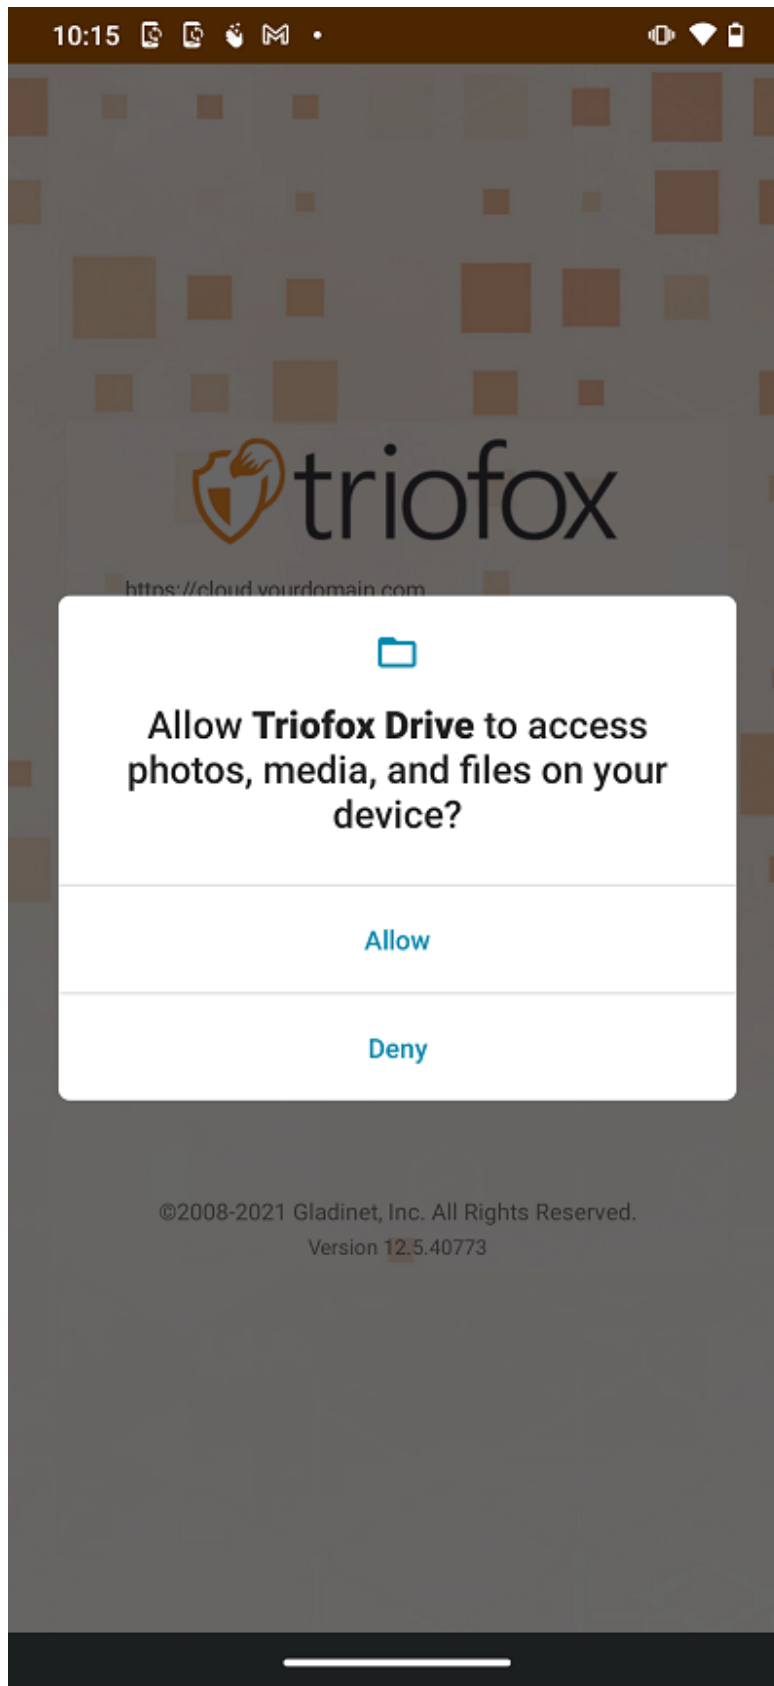 10:15
triofox
https://cloud.yourdomain.com
Allow Triofox Drive to access
photos, media, and files on your
device?
Allow
Deny
©2008-2021 Gladinet, Inc. All Rights Reserved.
Version 12.5.40773